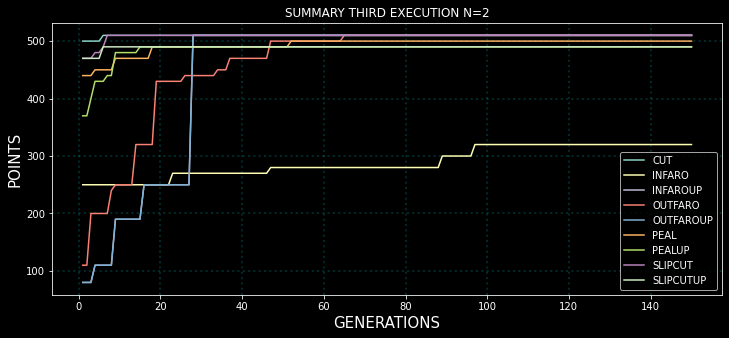 SUMMARY THIRD EXECUTION N=2
POINTS
500
400
300
200
100
0
20
40
60
80
100
120
140
GENERATIONS
CUT
INFARO
INFAROUP
OUTFARO
OUTFAROUP
PEAL
PEALUP
SLIPCUT
SLIPCUTUP